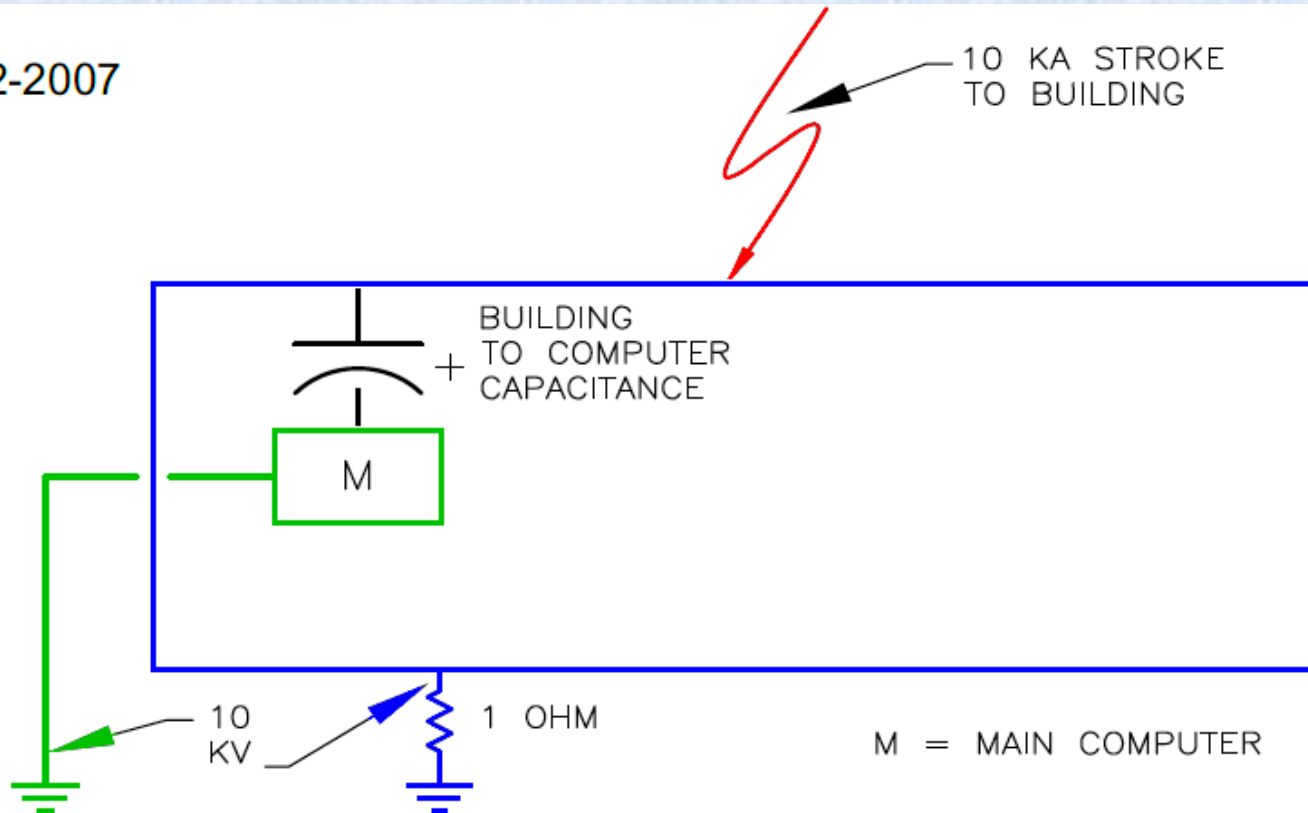 2-2007
10 KA STROKE
TO BUILDING
BUILDING
TO COMPUTER
CAPACITANCE
+
M
10
KV
1 OHM
M = MAIN COMPUTER